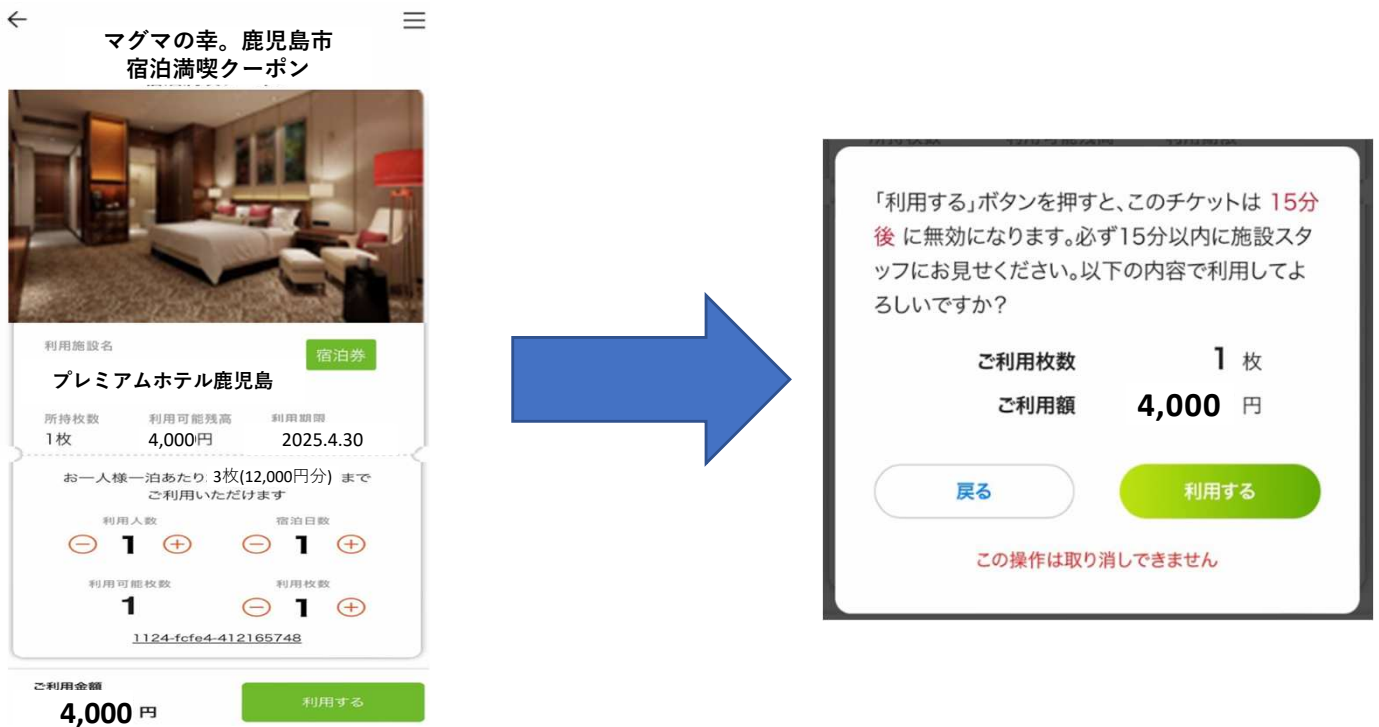 マグマの幸。鹿児島市
宿泊満喫クーポン
利用施設名
宿泊券
プレミアムホテル鹿児島
所持枚数 利用可能残高 利用期限
1枚 4,000円 2025.4.30
お一人様一泊あたり 3枚(12,000円分) まで
ご利用いただけます
利用人数 宿泊日数
1 1
利用可能枚数 利用枚数
1 1
1124-fcfe4-412165748
ご利用金額
4,000 円
利用する
「利用する」ボタンを押すと、このチケットは 15分
後 に無効になります。必ず15分以内に施設スタ
ッフにお見せください。以下の内容で利用してよ
ろしいですか?
ご利用枚数 1 枚
ご利用額 4,000 円
戻る 利用する
この操作は取り消しできません